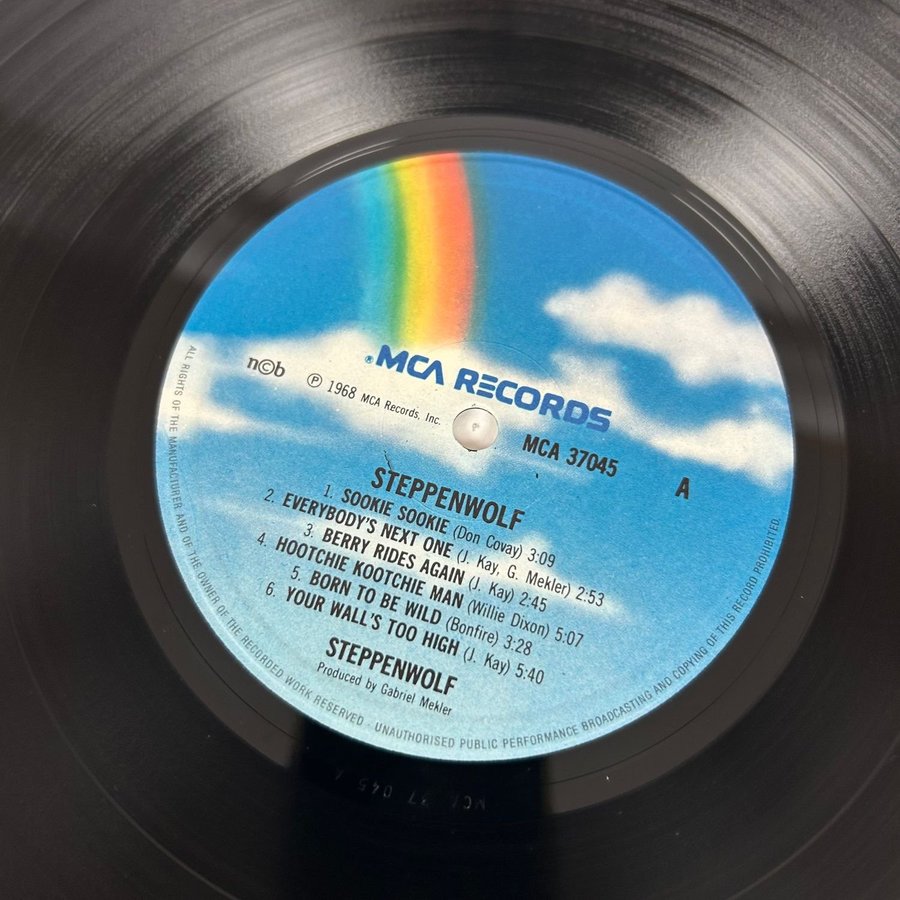 ®MCA RECORDS
n©b
℗ 1968 MCA Records, Inc.
MCA 37045
A
STEPPENWOLF
1. SOOKIE SOOKIE (Don Covay) 3:09
2. EVERYBODY'S NEXT ONE (J. Kay, G. Mekler) 2:53
3. BERRY RIDES AGAIN (J. Kay) 2:45
4. HOOTCHIE KOOTCHIE MAN (Willie Dixon) 5:07
5. BORN TO BE WILD (Bonfire) 3:28
6. YOUR WALL'S TOO HIGH (J. Kay) 5:40
STEPPENWOLF
Produced by Gabriel Mekler
ALL RIGHTS OF THE MANUFACTURER AND OF THE OWNER OF THE RECORDED WORK RESERVED - UNAUTHORISED PUBLIC PERFORMANCE BROADCASTING AND COPYING OF THIS RECORD PROHIBITED.